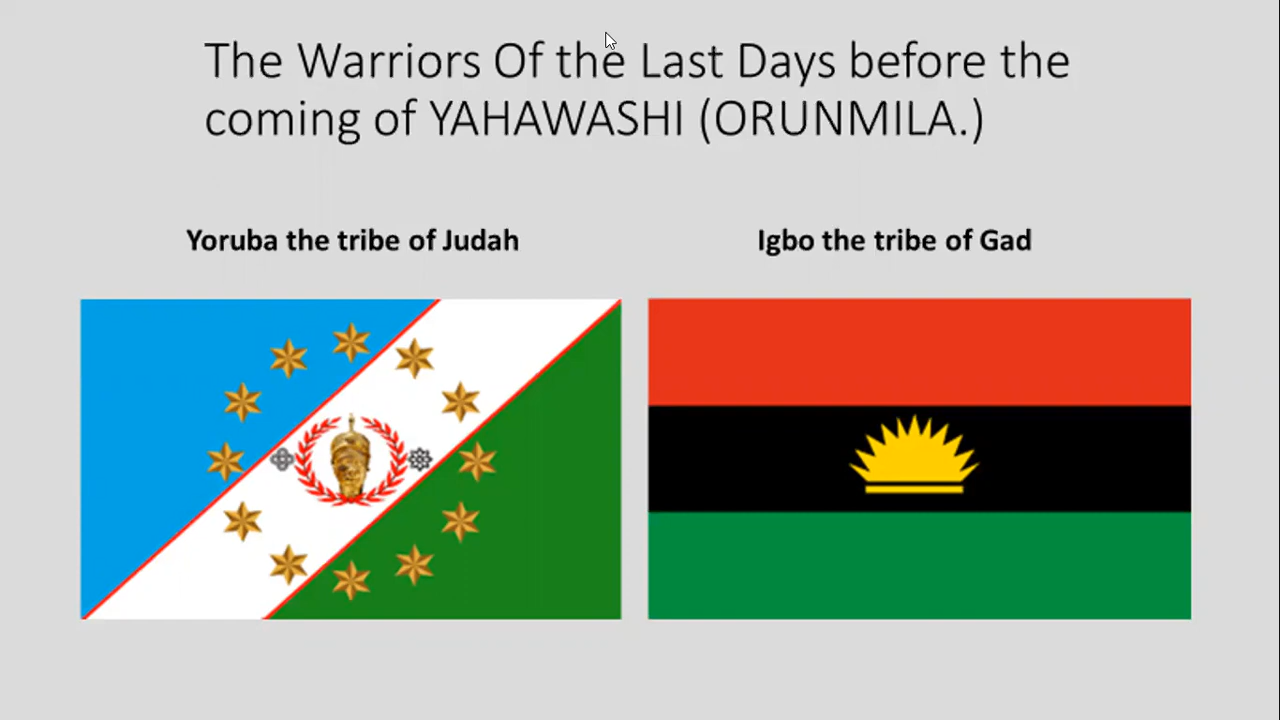 The Warriors Of the Last Days before the
coming of YAHAWASHI (ORUNMILA.)
Yoruba the tribe of Judah
Igbo the tribe of Gad